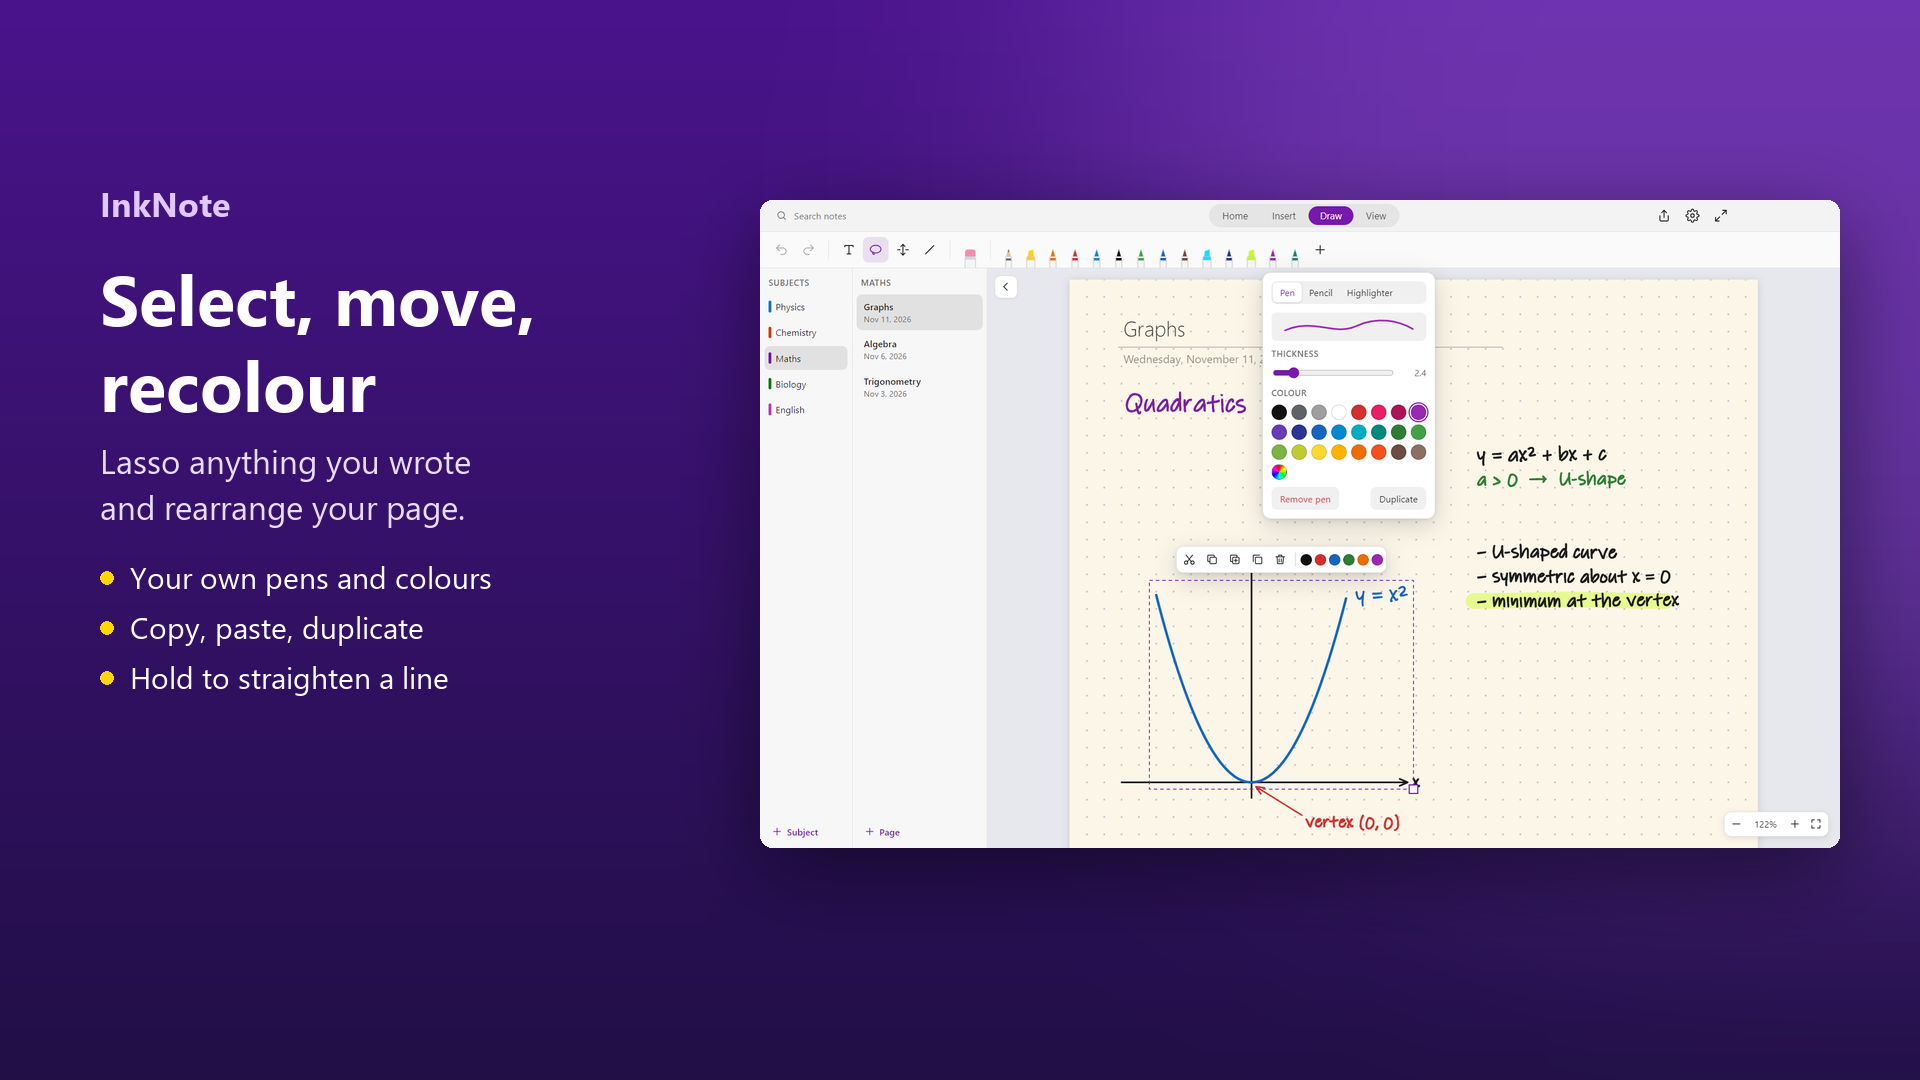 InkNote
Select, move,
recolour
Lasso anything you wrote
and rearrange your page.
Your own pens and colours
Copy, paste, duplicate
Hold to straighten a line
Search notes
Home
Insert
Draw
View
SUBJECTS
Physics
Chemistry
Maths
Biology
English
+ Subject
MATHS
Graphs
Nov 11, 2026
Algebra
Nov 6, 2026
Trigonometry
Nov 3, 2026
+ Page
Graphs
Wednesday, November 11,
Quadratics
Pen
Pencil
Highlighter
THICKNESS
2.4
COLOUR
Remove pen
Duplicate
y = ax² + bx + c
a > 0 → U-shape
- U-shaped curve
- symmetric about x = 0
- minimum at the vertex
y = x²
x
vertex (0, 0)
122%